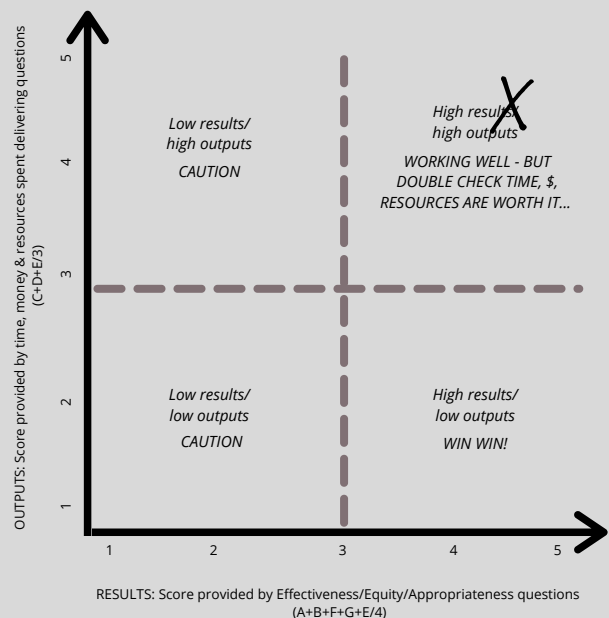 OUTPUTS: Score provided by time, money & resources spent delivering questions
(C+D+E/3)
5
4
3
2
1
Low results/
high outputs
CAUTION
High results/
high outputs
WORKING WELL - BUT
DOUBLE CHECK TIME, $,
RESOURCES ARE WORTH IT...
Low results/
low outputs
CAUTION
High results/
low outputs
WIN WIN!
1 2 3 4 5
RESULTS: Score provided by Effectiveness/Equity/Appropriateness questions
(A+B+F+G+E/4)